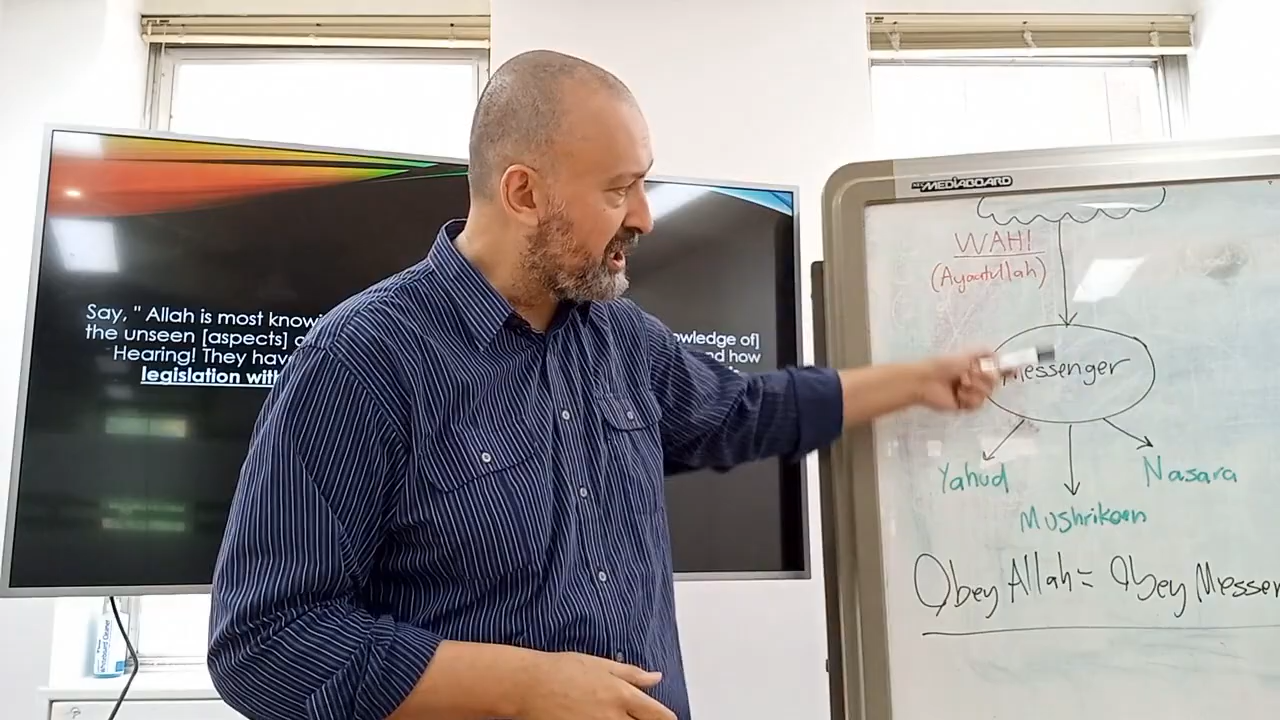 Say, " Allah is most knowi
the unseen [aspects] o
Hearing! They have
legislation with
owledge of]
nd how
MEDIABOARD
WAHI
(Ayaatullah)
Messenger
Yahud
Nasara
Mushrikeen
Obey Allah = Obey Messen